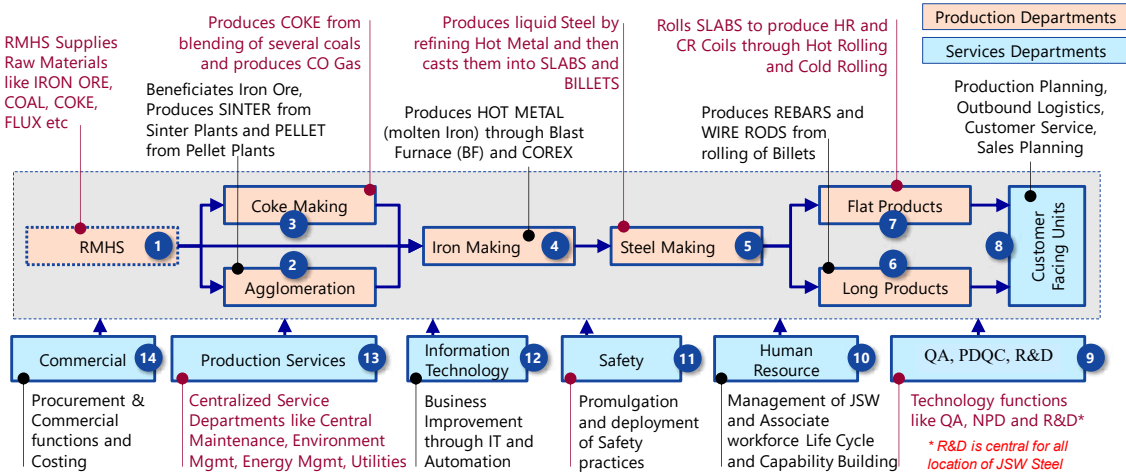 Production Departments
Services Departments
RMHS Supplies
Raw Materials
like IRON ORE,
COAL, COKE,
FLUX etc
Produces COKE from
blending of several coals
and produces CO Gas
Beneficiates Iron Ore,
Produces SINTER from
Sinter Plants and PELLET
from Pellet Plants
Produces liquid Steel by
refining Hot Metal and then
casts them into SLABS and
BILLETS
Produces HOT METAL
(molten Iron) through Blast
Furnace (BF) and COREX
Rolls SLABS to produce HR and
CR Coils through Hot Rolling
and Cold Rolling
Produces REBARS and
WIRE RODS from
rolling of Billets
Production Planning,
Outbound Logistics,
Customer Service,
Sales Planning
RMHS
1
Coke Making
3
2
Agglomeration
Iron Making
4
Steel Making
5
Flat Products
7
6
Long Products
8
Customer
Facing Units
Commercial
14
Production Services
13
Information
Technology
12
Safety
11
Human
Resource
10
QA, PDQC, R&D
9
Procurement &
Commercial
functions and
Costing
Centralized Service
Departments like Central
Maintenance, Environment
Mgmt, Energy Mgmt, Utilities
Business
Improvement
through IT and
Automation
Promulgation
and deployment
of Safety
practices
Management of JSW
and Associate
workforce Life Cycle
and Capability Building
Technology functions
like QA, NPD and R&D*
* R&D is central for all
location of JSW Steel